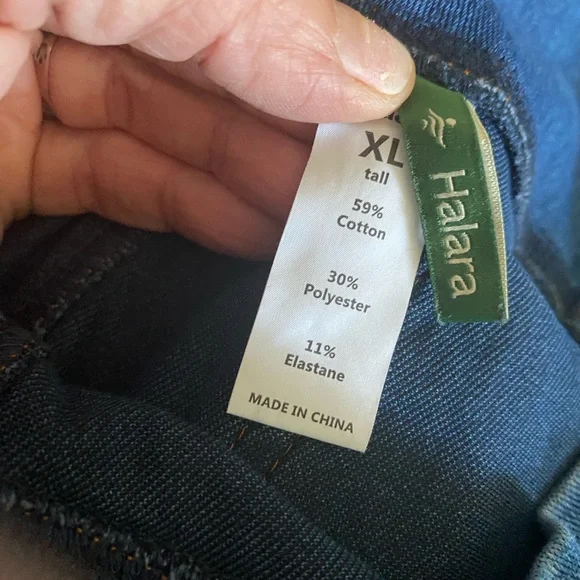 XL
tall
59%
Cotton
30%
Polyester
11%
Elastane
MADE IN CHINA
Halara